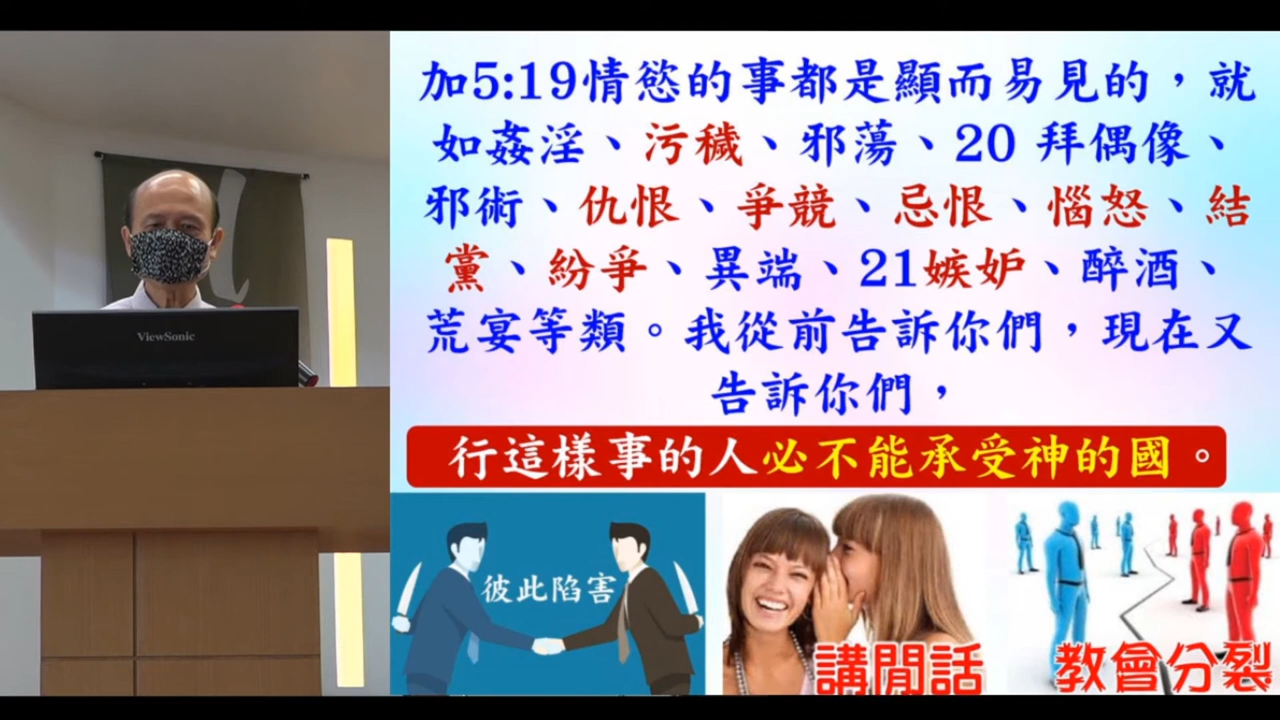 ViewSonic
加5:19情慾的事都是顯而易見的，就
如姦淫、污穢、邪蕩、20 拜偶像、
邪術、仇恨、爭競、忌恨、惱怒、結
黨、紛爭、異端、21嫉妒、醉酒、
荒宴等類。我從前告訴你們，現在又
告訴你們，
行這樣事的人必不能承受神的國。
彼此陷害
講閒話
教會分裂